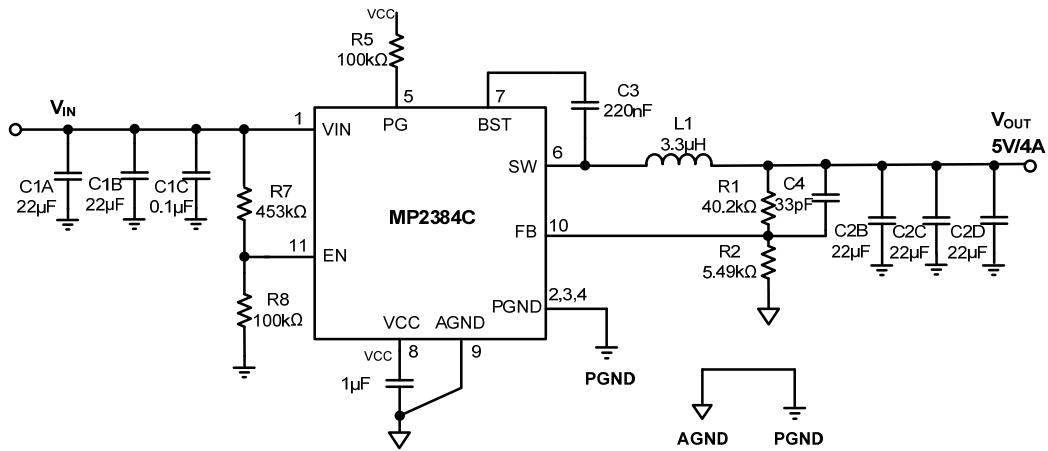 VCC
R5
100kΩ
5
7
C3
220nF
VIN
1
VIN
PG
BST
L1
3.3µH
VOUT
5V/4A
6
SW
C1A
22µF
C1B
22µF
C1C
0.1µF
R7
453kΩ
MP2384C
R1
40.2kΩ
C4
33pF
FB
10
C2B
22µF
C2C
22µF
C2D
22µF
11
EN
R2
5.49kΩ
R8
100kΩ
PGND
2,3,4
VCC
AGND
VCC
8
9
1µF
PGND
AGND
PGND